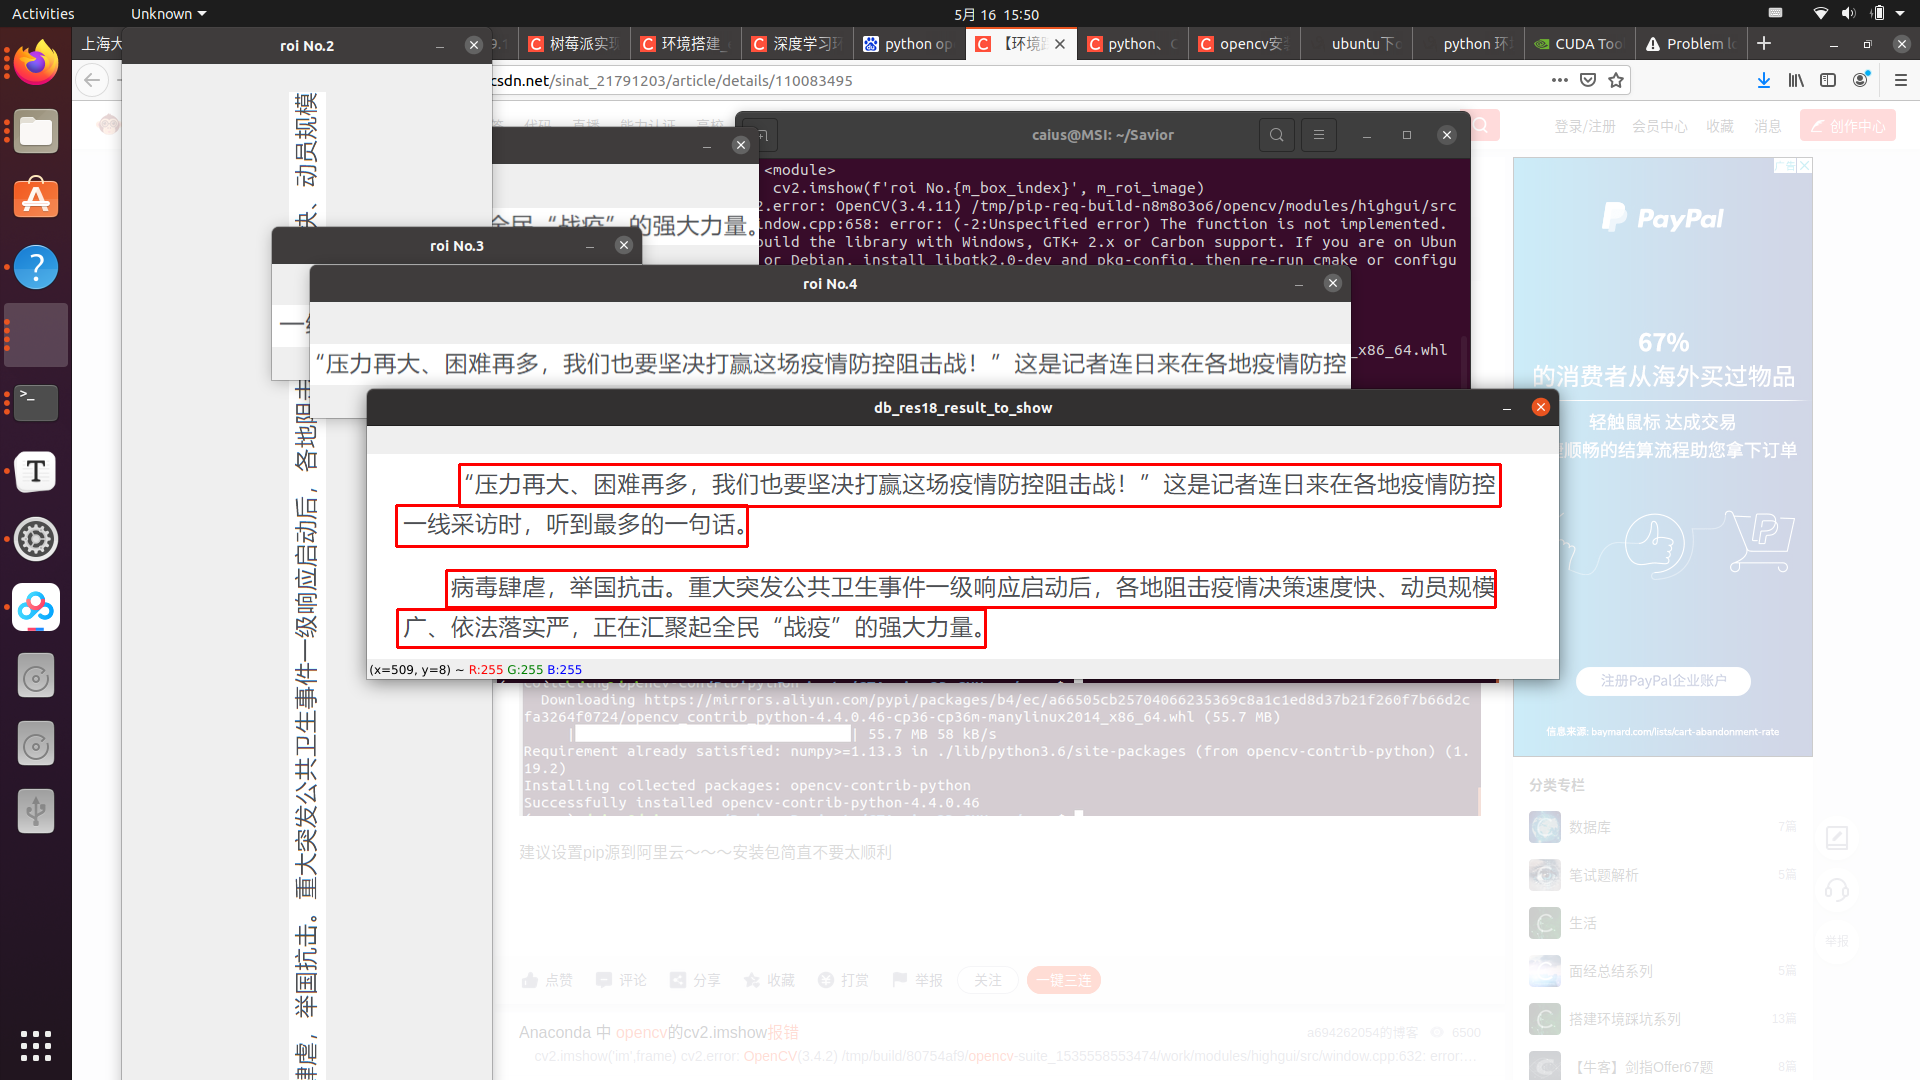 Activities
Unknown
5月 16 15:50
上海大
树莓派实现
环境搭建_
深度学习环
python op
【环境路
python、C
opencv安装
ubuntu下c
python 环境
CUDA Too
Problem l
csdn.net/sinat_21791203/article/details/110083495
登录/注册 会员中心 收藏 消息 创作中心
代码 直播 能力认证 高校
roi No.2
病毒肆虐，举国抗击。重大突发公共卫生事件一级响应启动后，各地阻击
、动员规模
全民“战疫”的强大力量。
caius@MSI: ~/Savior
<module>
cv2.imshow(f'roi No.{m_box_index}', m_roi_image)
2.error: OpenCV(3.4.11) /tmp/pip-req-build-n8m8o3o6/opencv/modules/highgui/src
indow.cpp:658: error: (-2:Unspecified error) The function is not implemented.
build the library with Windows, GTK+ 2.x or Carbon support. If you are on Ubun
or Debian, install libgtk2.0-dev and pkg-config, then re-run cmake or configu
_x86_64.whl
roi No.3
一线
roi No.4
“压力再大、困难再多，我们也要坚决打赢这场疫情防控阻击战！”这是记者连日来在各地疫情防控
db_res18_result_to_show
“压力再大、困难再多，我们也要坚决打赢这场疫情防控阻击战！”这是记者连日来在各地疫情防控
一线采访时，听到最多的一句话。
病毒肆虐，举国抗击。重大突发公共卫生事件一级响应启动后，各地阻击疫情决策速度快、动员规模
广、依法落实严，正在汇聚起全民“战疫”的强大力量。
(x=509, y=8) ~ R:255 G:255 B:255
Downloading https://mirrors.aliyun.com/pypi/packages/b4/ec/a66505cb25704066235369c8a1c1ed8d37b21f260f7b66d2c
fa3264f0724/opencv_contrib_python-4.4.0.46-cp36-cp36m-manylinux2014_x86_64.whl (55.7 MB)
| | 55.7 MB 58 kB/s
Requirement already satisfied: numpy>=1.13.3 in ./lib/python3.6/site-packages (from opencv-contrib-python) (1.
19.2)
Installing collected packages: opencv-contrib-python
Successfully installed opencv-contrib-python-4.4.0.46
建议设置pip源到阿里云～～～安装包简直不要太顺利
点赞 评论 分享 收藏 打赏 举报 关注 一键三连
Anaconda 中 opencv的cv2.imshow报错
a694262054的博客 6500
cv2.imshow('im',frame) cv2.error: OpenCV(3.4.2) /tmp/build/80754af9/opencv-suite_1535558553474/work/modules/highgui/src/window.cpp:632: error:...
广告
PayPal
67%
的消费者从海外买过物品
轻触鼠标 达成交易
顺畅的结算流程助您拿下订单
注册PayPal企业账户
信息来源: baymard.com/lists/cart-abandonment-rate
分类专栏
数据库 7篇
笔试题解析 5篇
生活
面经总结系列 5篇
搭建环境踩坑系列 13篇
【牛客】剑指Offer67题 8篇
举报